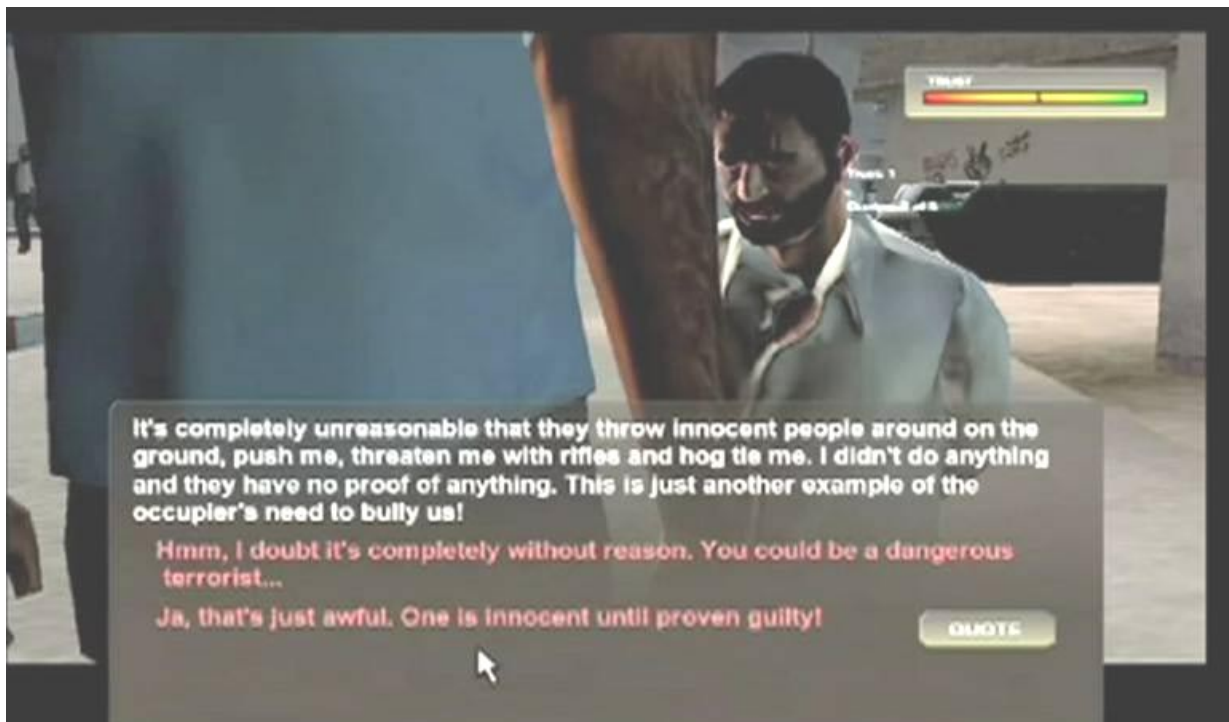 TRUST
It's completely unreasonable that they throw innocent people around on the
ground, push me, threaten me with rifles and hog tie me. I didn't do anything
and they have no proof of anything. This is just another example of the
occupier's need to bully us!
Hmm, I doubt it's completely without reason. You could be a dangerous
terrorist...
Ja, that's just awful. One is innocent until proven guilty!
QUOTE